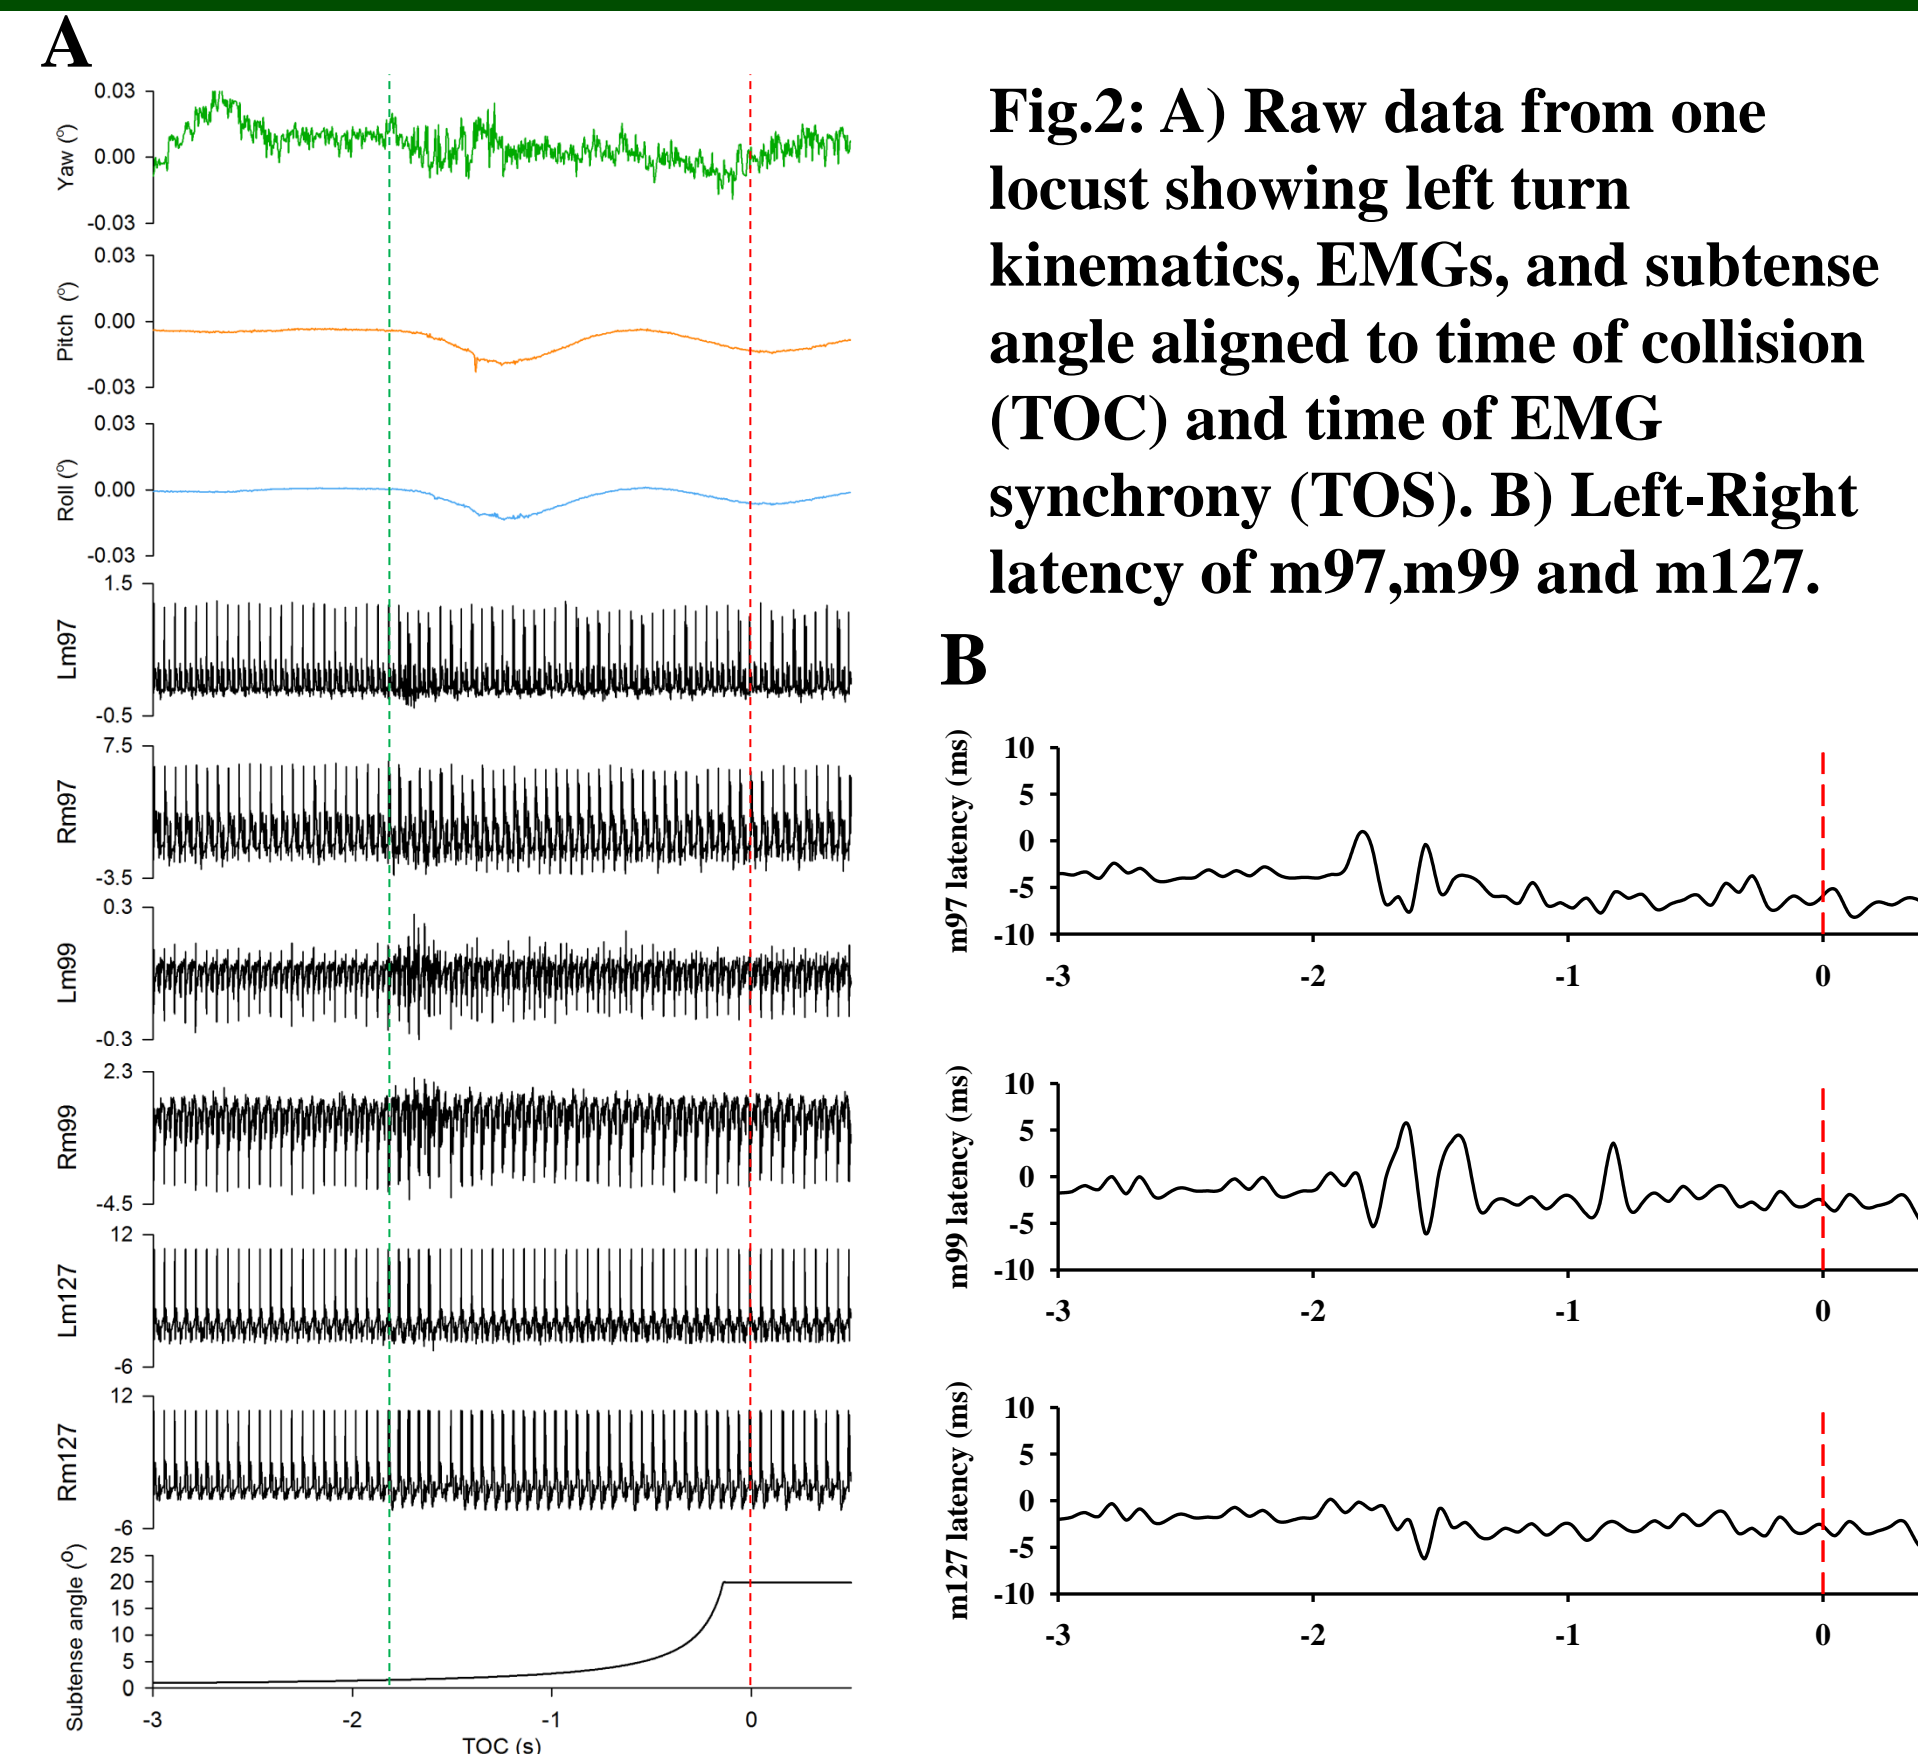 A
Fig.2: A) Raw data from one
locust showing left turn
kinematics, EMGs, and subtense
angle aligned to time of collision
(TOC) and time of EMG
synchrony (TOS). B) Left-Right
latency of m97,m99 and m127.
0.03
0.00
-0.03
Yaw (°)
0.03
0.00
-0.03
Pitch (°)
0.03
0.00
-0.03
Roll (°)
1.5
-0.5
Lm97
7.5
-3.5
Rm97
0.3
-0.3
Lm99
2.3
-4.5
Rm99
12
-6
Lm127
12
-6
Rm127
25
20
15
10
5
0
Subtense angle (°)
-3 -2 -1 0
TOC (s)
B
10
5
0
-5
-10
m97 latency (ms)
-3 -2 -1 0
10
5
0
-5
-10
m99 latency (ms)
-3 -2 -1 0
10
5
0
-5
-10
m127 latency (ms)
-3 -2 -1 0